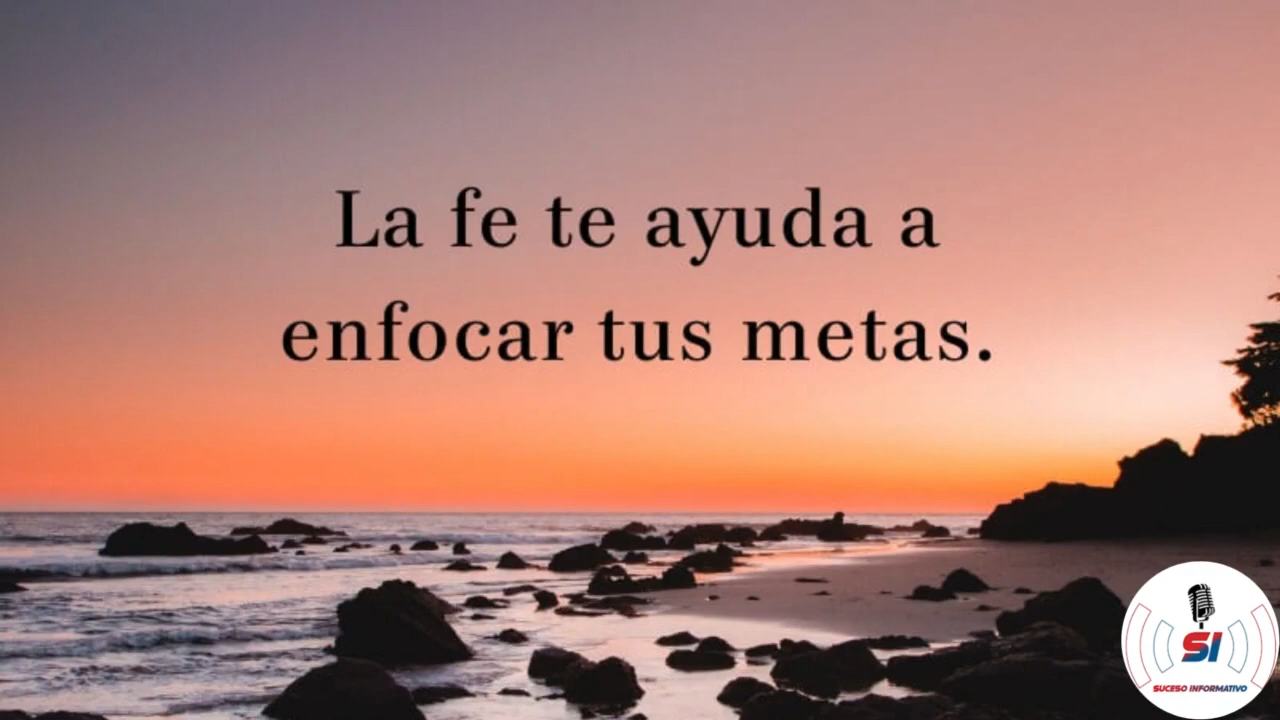 La fe te ayuda a
enfocar tus metas.
SI
SUCESO INFORMATIVO